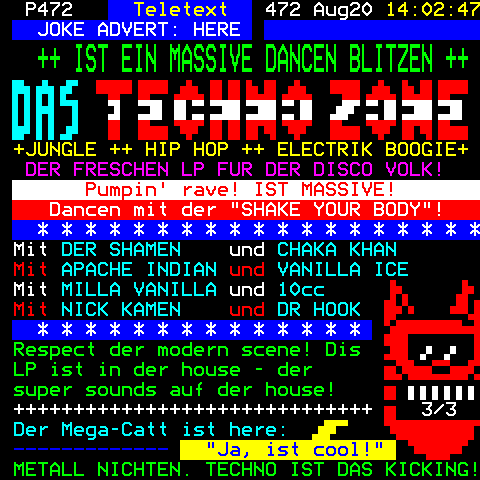 P472 Teletext 472 Aug20 14:02:47
JOKE ADVERT: HERE
++ IST EIN MASSIVE DANCEN BLITZEN ++
DAS TECHNO ZONE
+JUNGLE ++ HIP HOP ++ ELECTRIK BOOGIE+
DER FRESCHEN LP FUR DER DISCO VOLK!
Pumpin' rave! IST MASSIVE!
Dancen mit der "SHAKE YOUR BODY"!
* * * * * * * * * * * * * * * * * * *
Mit DER SHAMEN und CHAKA KHAN
Mit APACHE INDIAN und VANILLA ICE
Mit MILLA VANILLA und 10cc
Mit NICK KAMEN und DR HOOK
* * * * * * * * * * * * * *
Respect der modern scene! Dis
LP ist in der house - der
super sounds auf der house!
++++++++++++++++++++++++++++++
3/3
Der Mega-Catt ist here:
------------- "Ja, ist cool!"
METALL NICHTEN. TECHNO IST DAS KICKING!